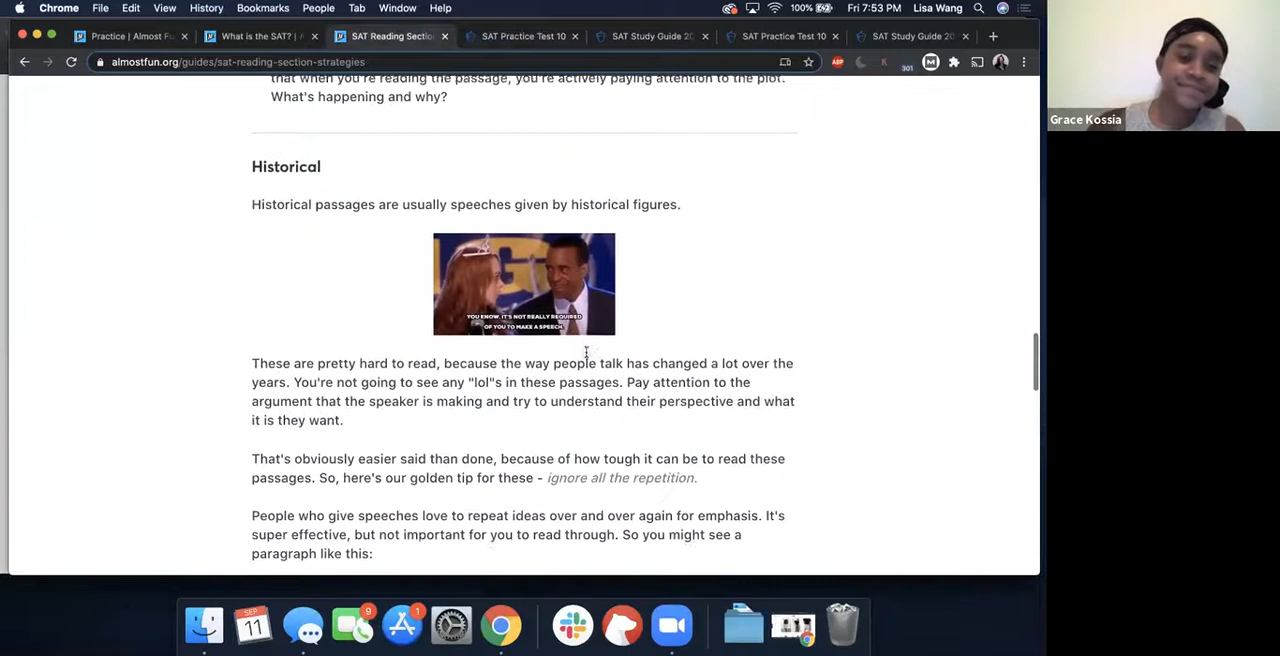 Chrome File Edit View History Bookmarks People Tab Window Help 100% Fri 7:53 PM Lisa Wang
Practice | Almost Fu × What is the SAT? | A × SAT Reading Sectio × SAT Practice Test 10 × SAT Study Guide 20 × SAT Practice Test 10 × SAT Study Guide 20 × +
almostfun.org/guides/sat-reading-section-strategies ABP K 301 M
Grace Kossia
that when you're reading the passage, you're actively paying attention to the plot.
What's happening and why?
Historical
Historical passages are usually speeches given by historical figures.
YOU KNOW, IT'S NOT REALLY REQUIRED
OF YOU TO MAKE A SPEECH.
These are pretty hard to read, because the way people talk has changed a lot over the
years. You're not going to see any "lol"s in these passages. Pay attention to the
argument that the speaker is making and try to understand their perspective and what
it is they want.
That's obviously easier said than done, because of how tough it can be to read these
passages. So, here's our golden tip for these - ignore all the repetition.
People who give speeches love to repeat ideas over and over again for emphasis. It's
super effective, but not important for you to read through. So you might see a
paragraph like this:
SEP
11
9
1